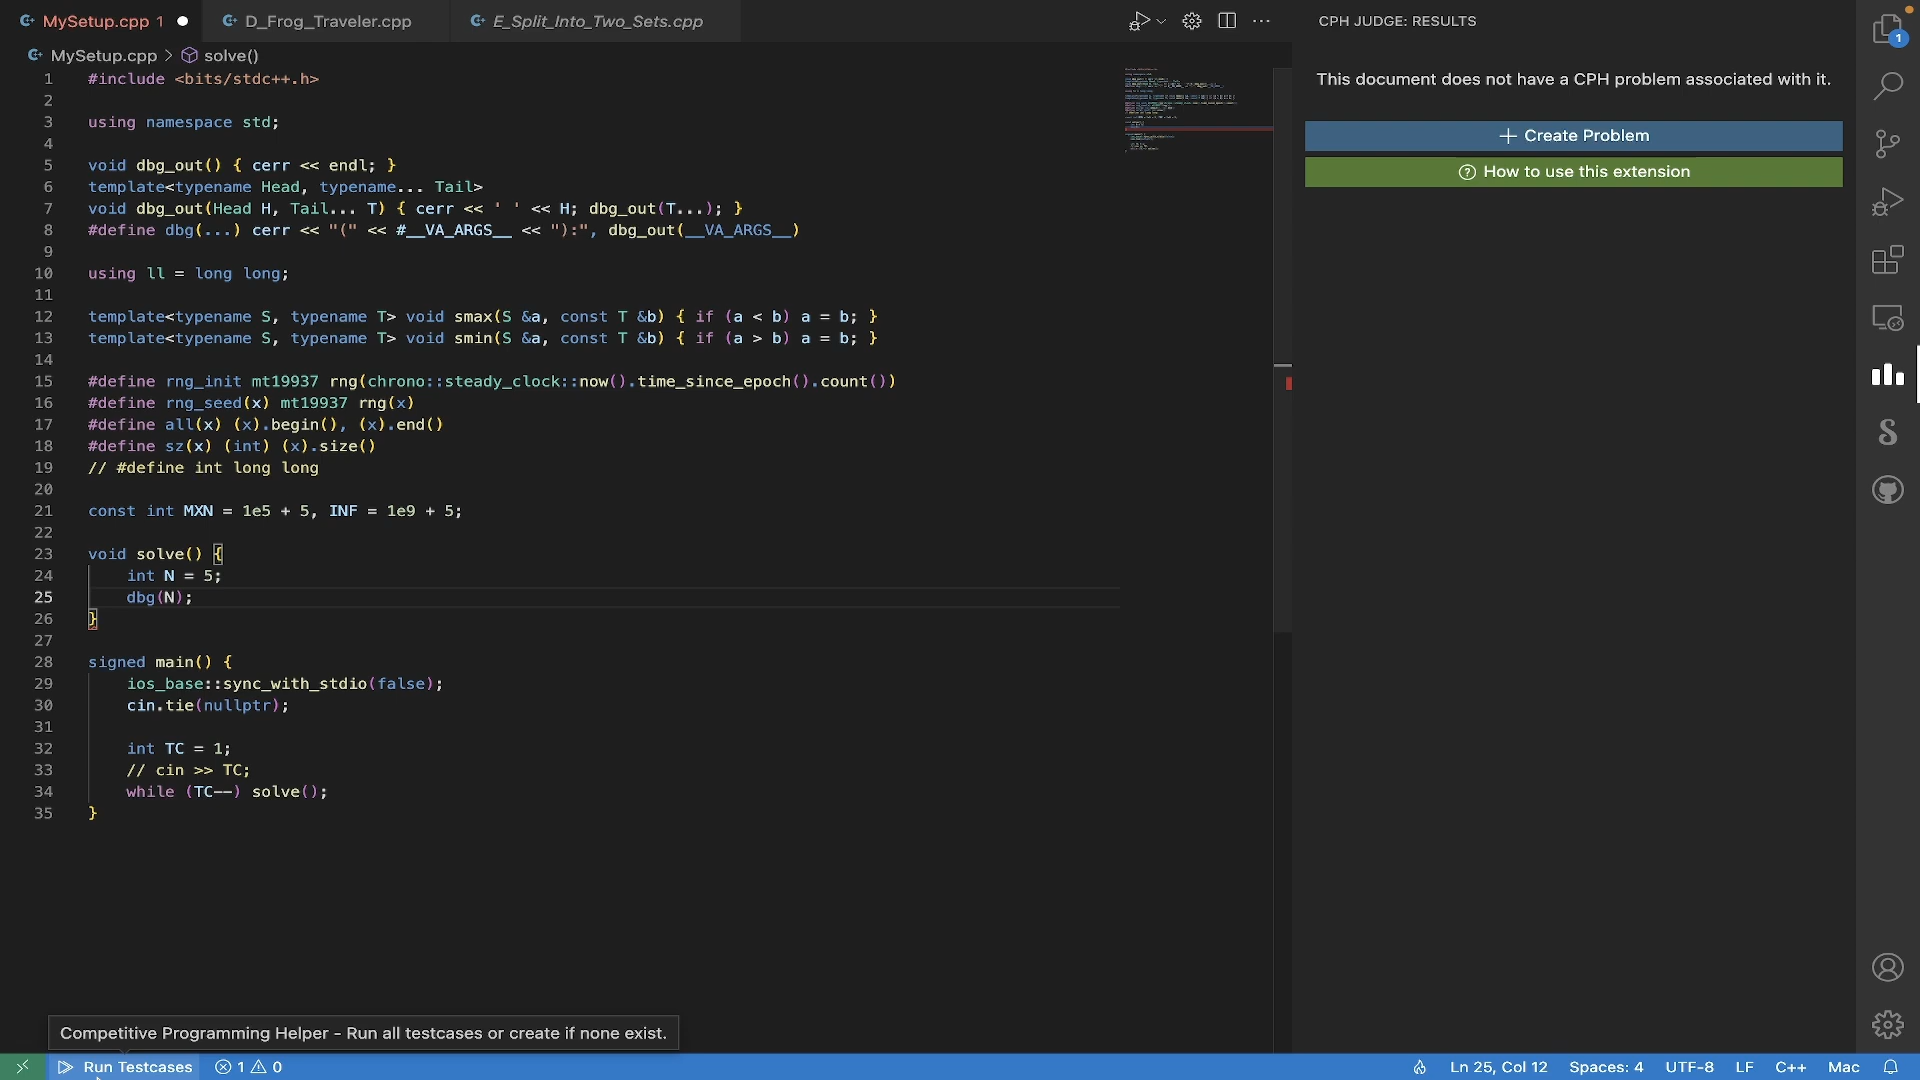 MySetup.cpp 1
D_Frog_Traveler.cpp
E_Split_Into_Two_Sets.cpp
CPH JUDGE: RESULTS
MySetup.cpp > solve()
This document does not have a CPH problem associated with it.
+ Create Problem
How to use this extension
1
1 #include <bits/stdc++.h>
2
3 using namespace std;
4
5 void dbg_out() { cerr << endl; }
6 template<typename Head, typename... Tail>
7 void dbg_out(Head H, Tail... T) { cerr << ' ' << H; dbg_out(T...); }
8 #define dbg(...) cerr << "(" << #__VA_ARGS__ << "):", dbg_out(__VA_ARGS__)
9
10 using ll = long long;
11
12 template<typename S, typename T> void smax(S &a, const T &b) { if (a < b) a = b; }
13 template<typename S, typename T> void smin(S &a, const T &b) { if (a > b) a = b; }
14
15 #define rng_init mt19937 rng(chrono::steady_clock::now().time_since_epoch().count())
16 #define rng_seed(x) mt19937 rng(x)
17 #define all(x) (x).begin(), (x).end()
18 #define sz(x) (int) (x).size()
19 // #define int long long
20
21 const int MXN = 1e5 + 5, INF = 1e9 + 5;
22
23 void solve() {
24 int N = 5;
25 dbg(N);
26 }
27
28 signed main() {
29 ios_base::sync_with_stdio(false);
30 cin.tie(nullptr);
31
32 int TC = 1;
33 // cin >> TC;
34 while (TC--) solve();
35 }
Competitive Programming Helper - Run all testcases or create if none exist.
Run Testcases 1 0 Ln 25, Col 12 Spaces: 4 UTF-8 LF C++ Mac